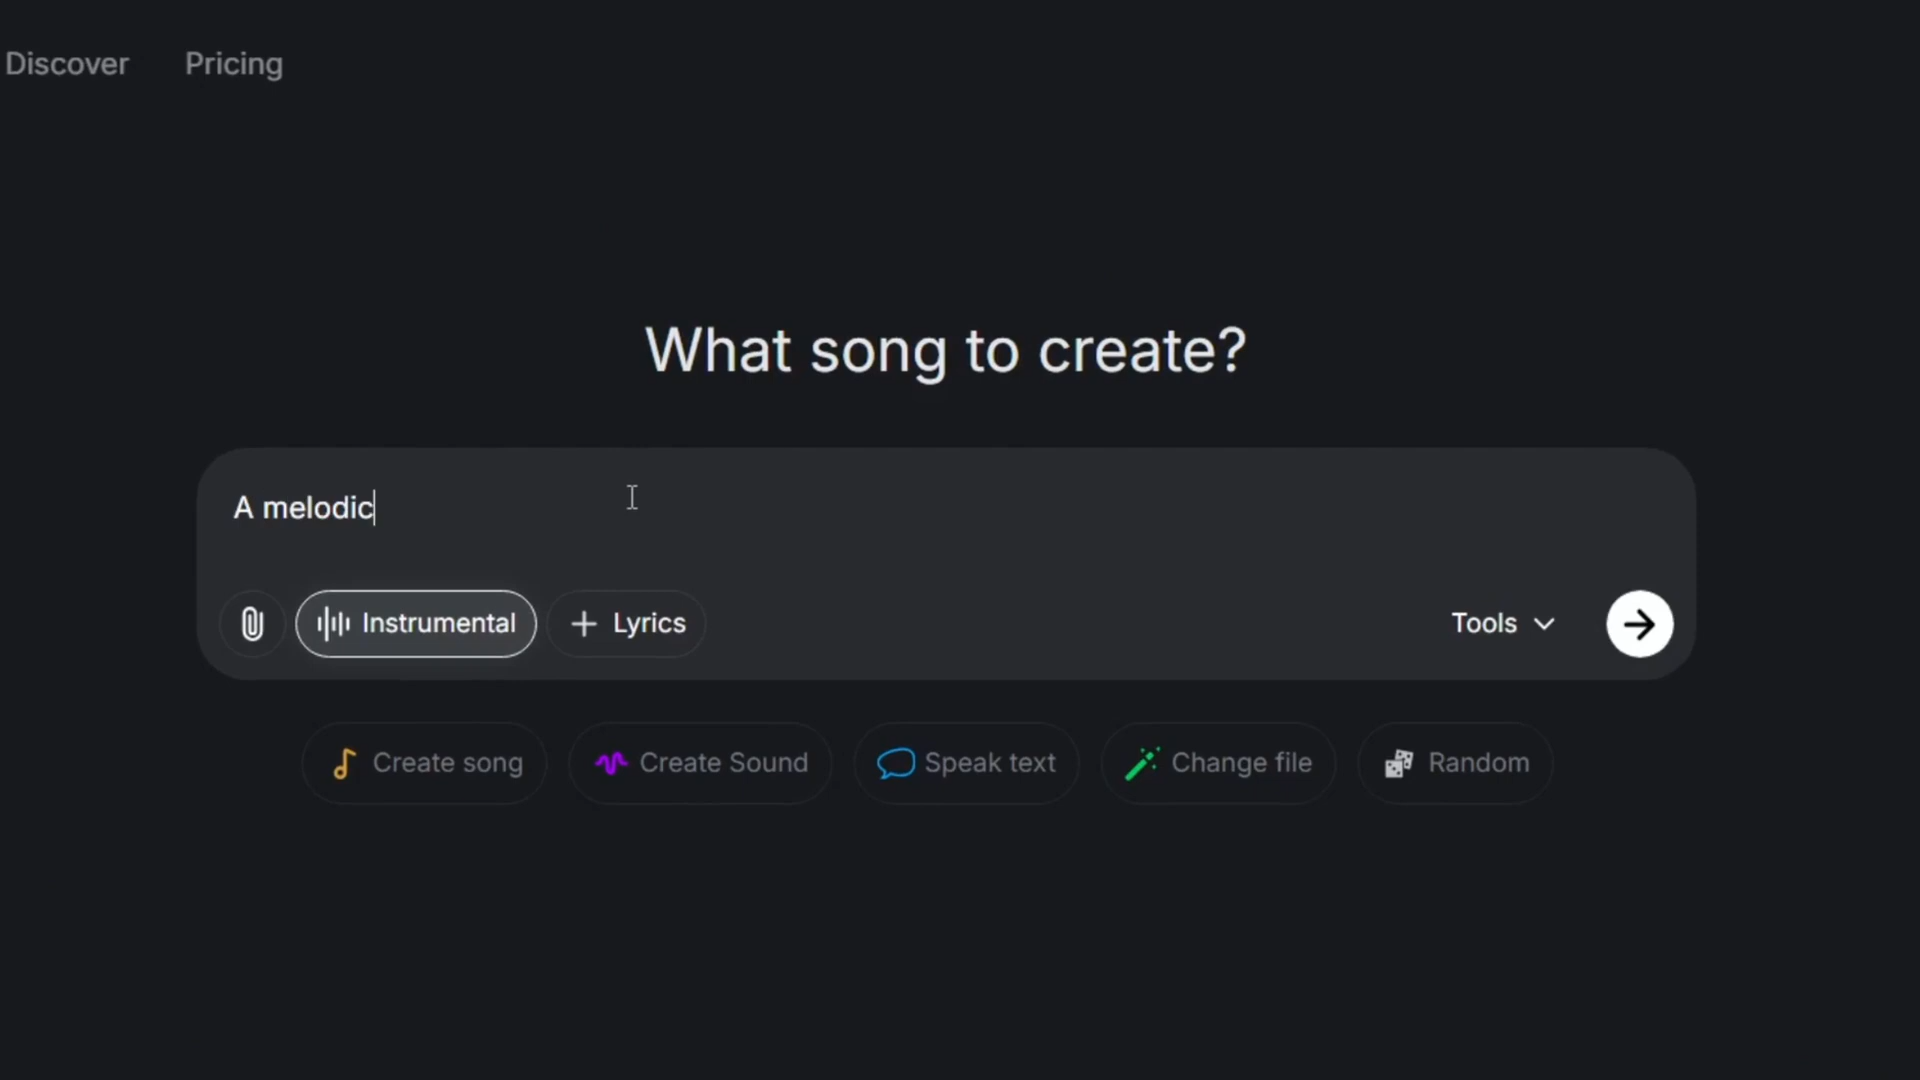 Discover Pricing
What song to create?
A melodic
Instrumental + Lyrics Tools
Create song Create Sound Speak text Change file Random